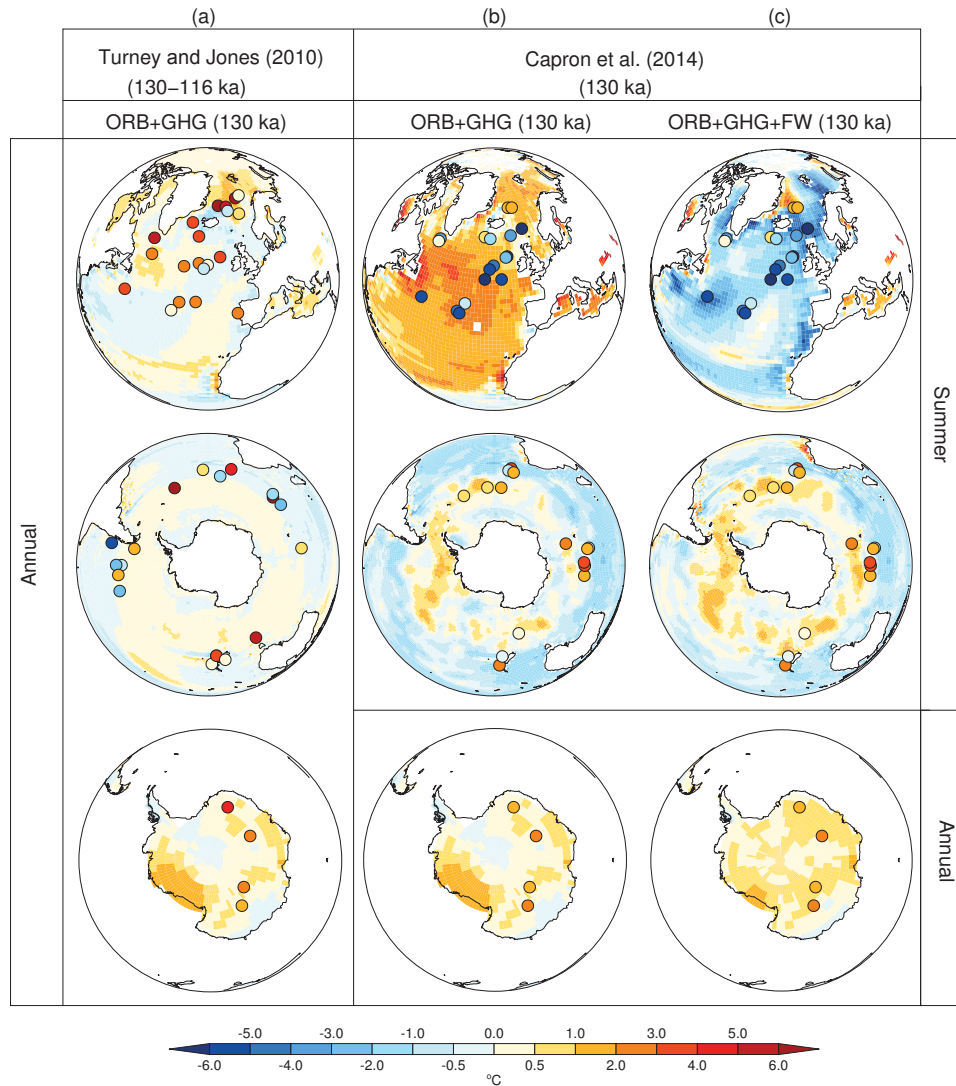 (a)
(b)
(c)
Turney and Jones (2010)
(130−116 ka)
Capron et al. (2014)
(130 ka)
ORB+GHG (130 ka)
ORB+GHG (130 ka)
ORB+GHG+FW (130 ka)
Annual
Summer
Annual
-5.0 -3.0 -1.0 0.0 1.0 3.0 5.0
-6.0 -4.0 -2.0 -0.5 0.5 2.0 4.0 6.0
°C